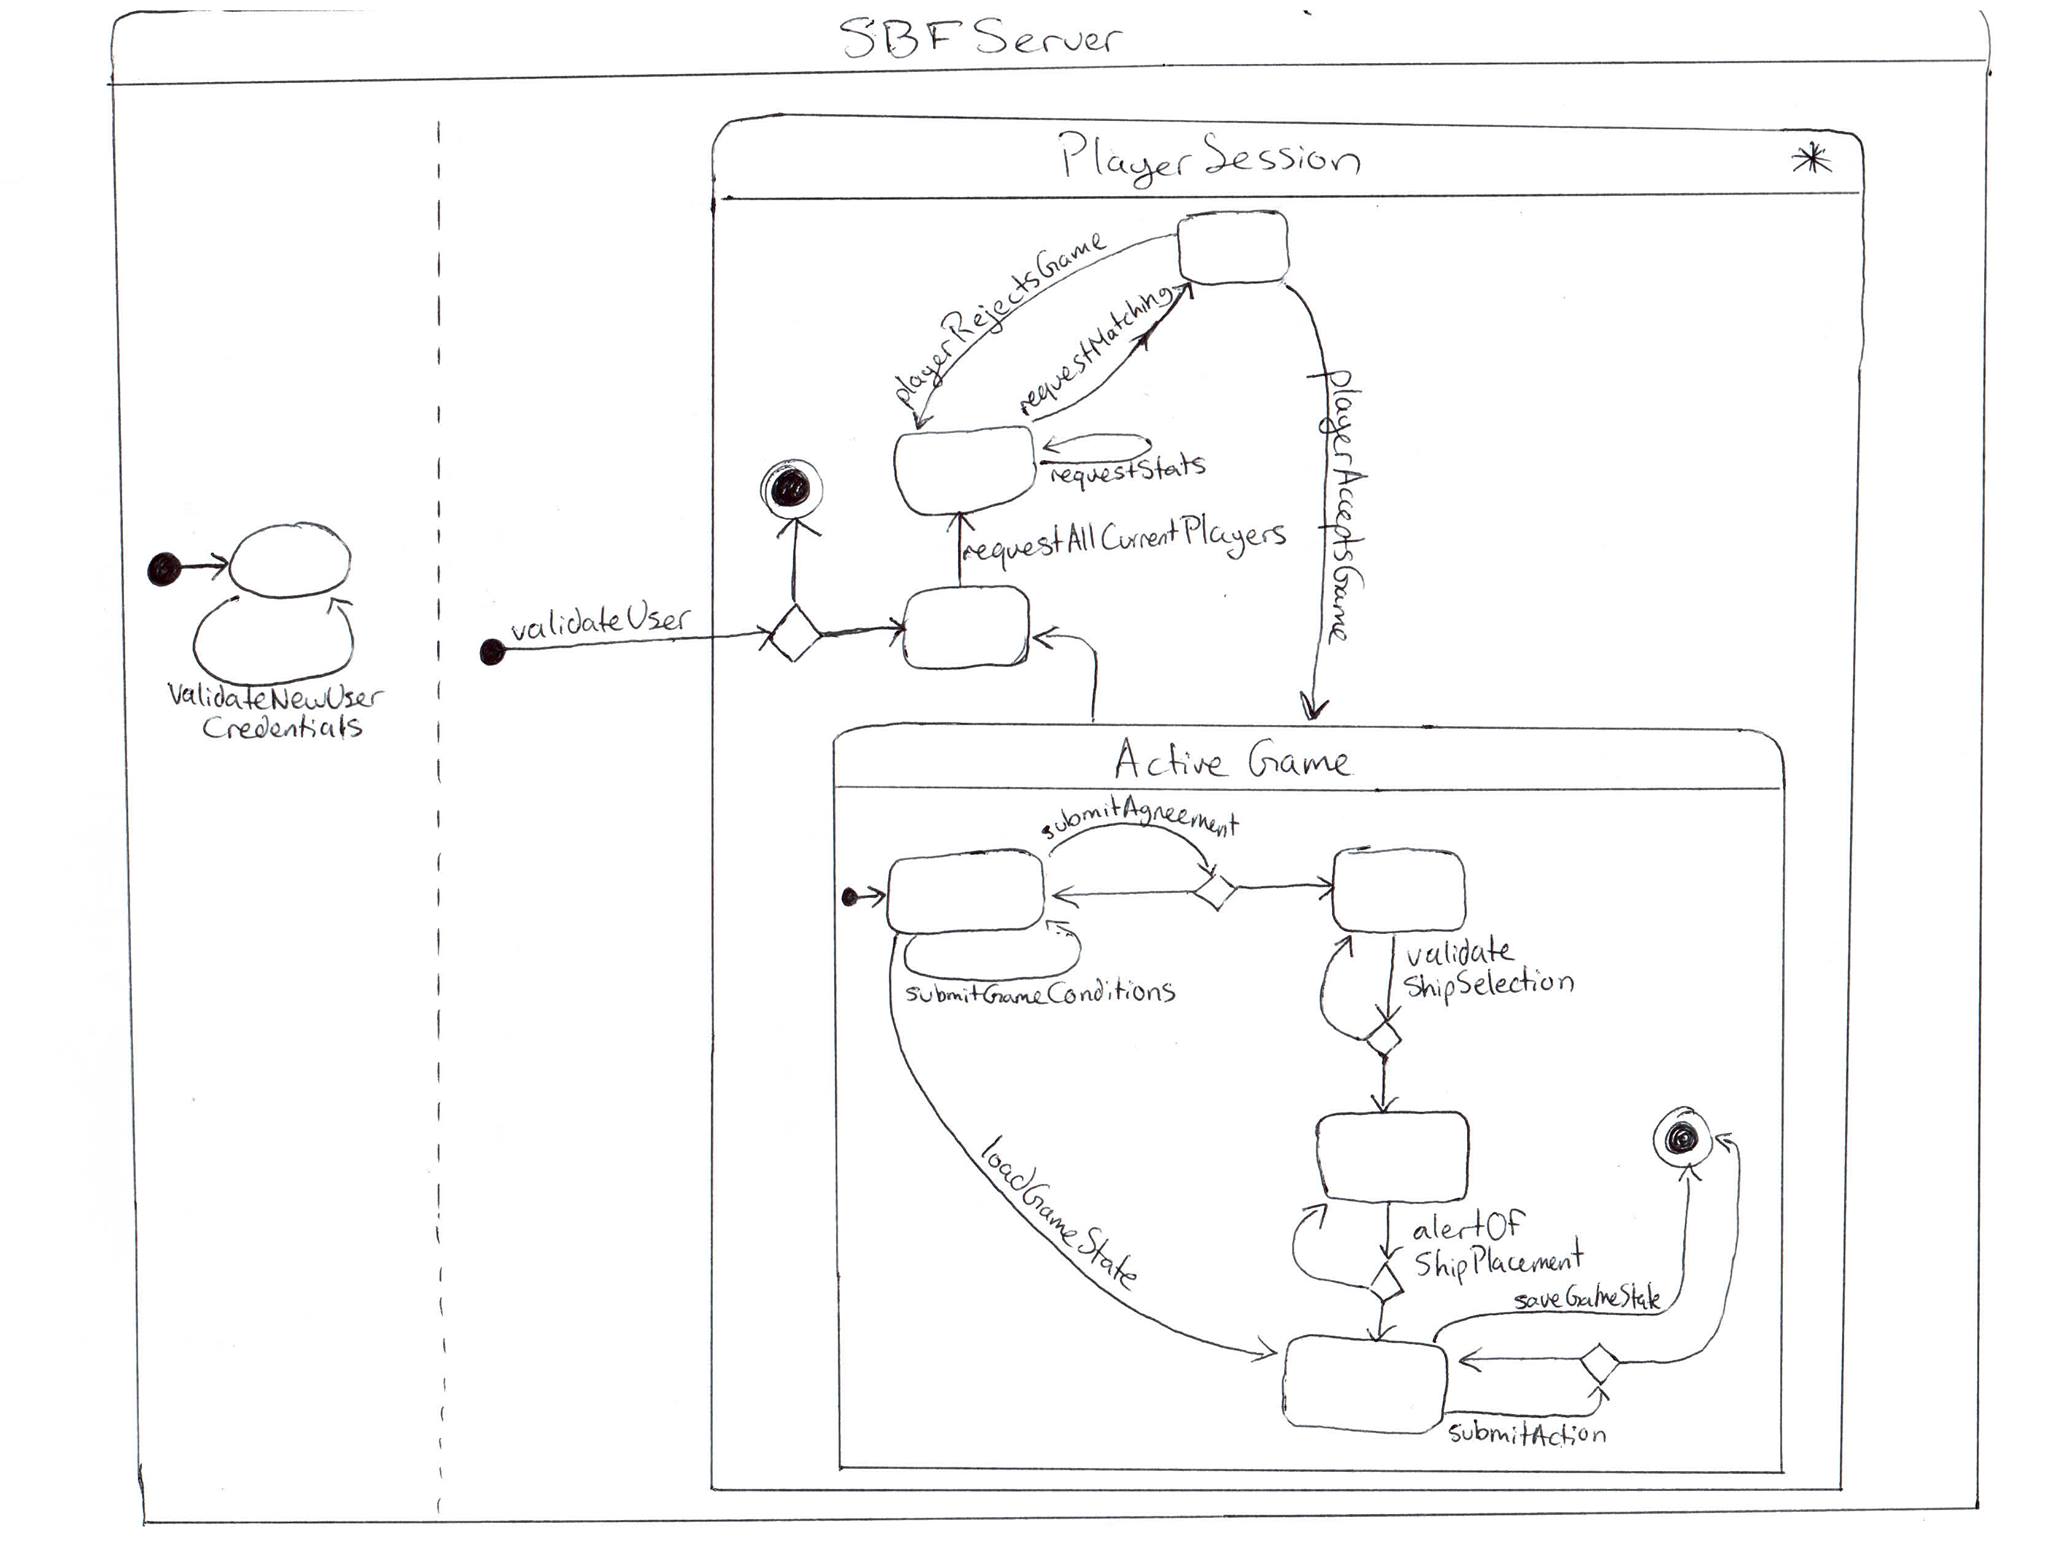 SBF Server
Player Session
*
playerRejectsGame
requestMatching
playerAcceptsGame
requestStats
requestAllCurrentPlayers
validateUser
ValidateNewUser
Credentials
Active Game
submitAgreement
submitGameConditions
validate
ShipSelection
loadGameState
alertOf
ShipPlacement
saveGameState
submitAction